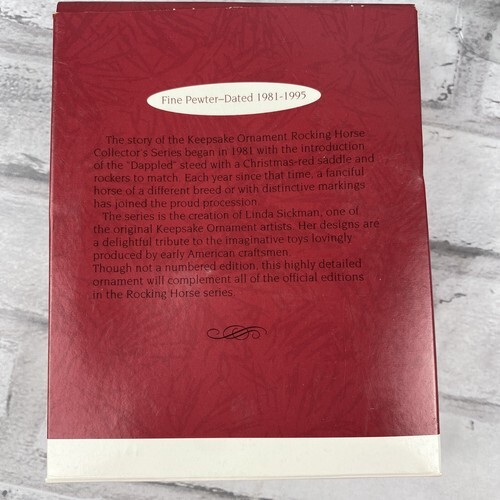 Fine Pewter–Dated 1981-1995
The story of the Keepsake Ornament Rocking Horse
Collector's Series began in 1981 with the introduction
of the "Dappled" steed with a Christmas-red saddle and
rockers to match. Each year since that time, a fanciful
horse of a different breed or with distinctive markings
has joined the proud procession.
The series is the creation of Linda Sickman, one of
the original Keepsake Ornament artists. Her designs are
a delightful tribute to the imaginative toys lovingly
produced by early American craftsmen.
Though not a numbered edition, this highly detailed
ornament will complement all of the official editions
in the Rocking Horse series.